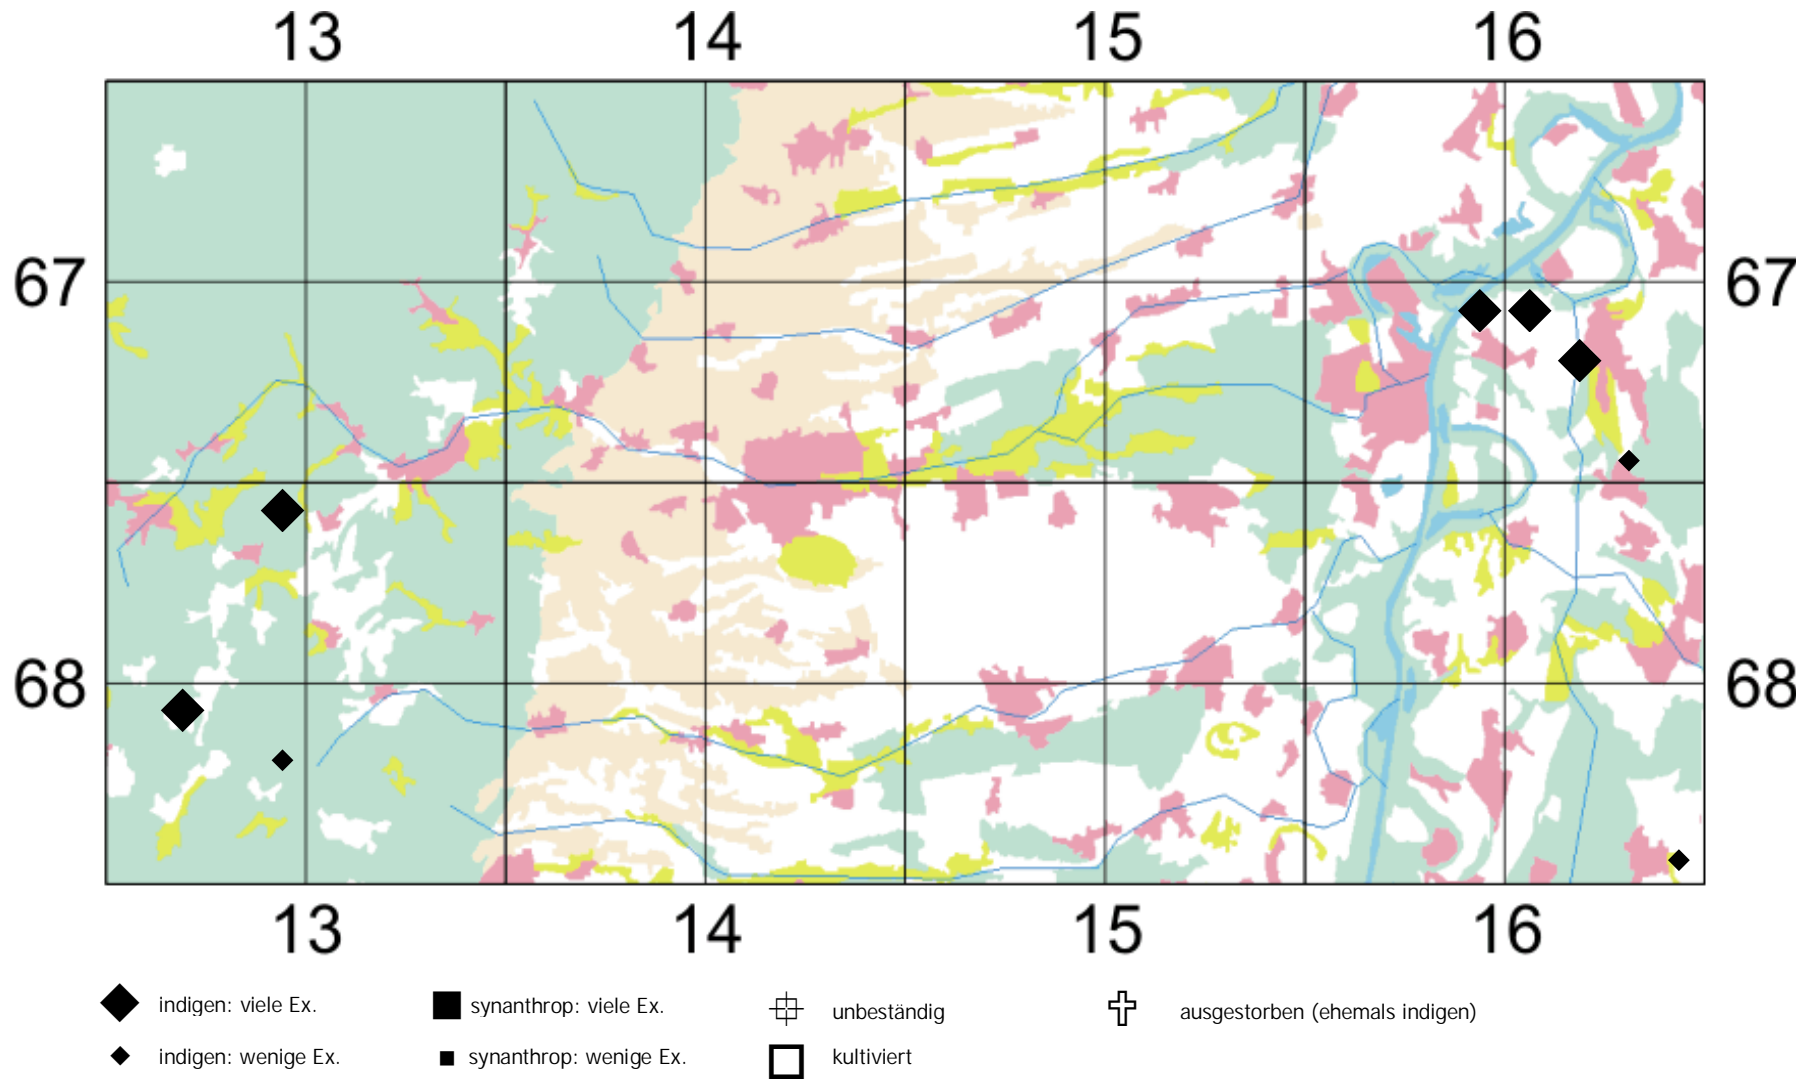 13 14 15 16
67 67
68 68
13 14 15 16
indigen: viele Ex. synanthrop: viele Ex. unbeständig ausgestorben (ehemals indigen)
indigen: wenige Ex. synanthrop: wenige Ex. kultiviert